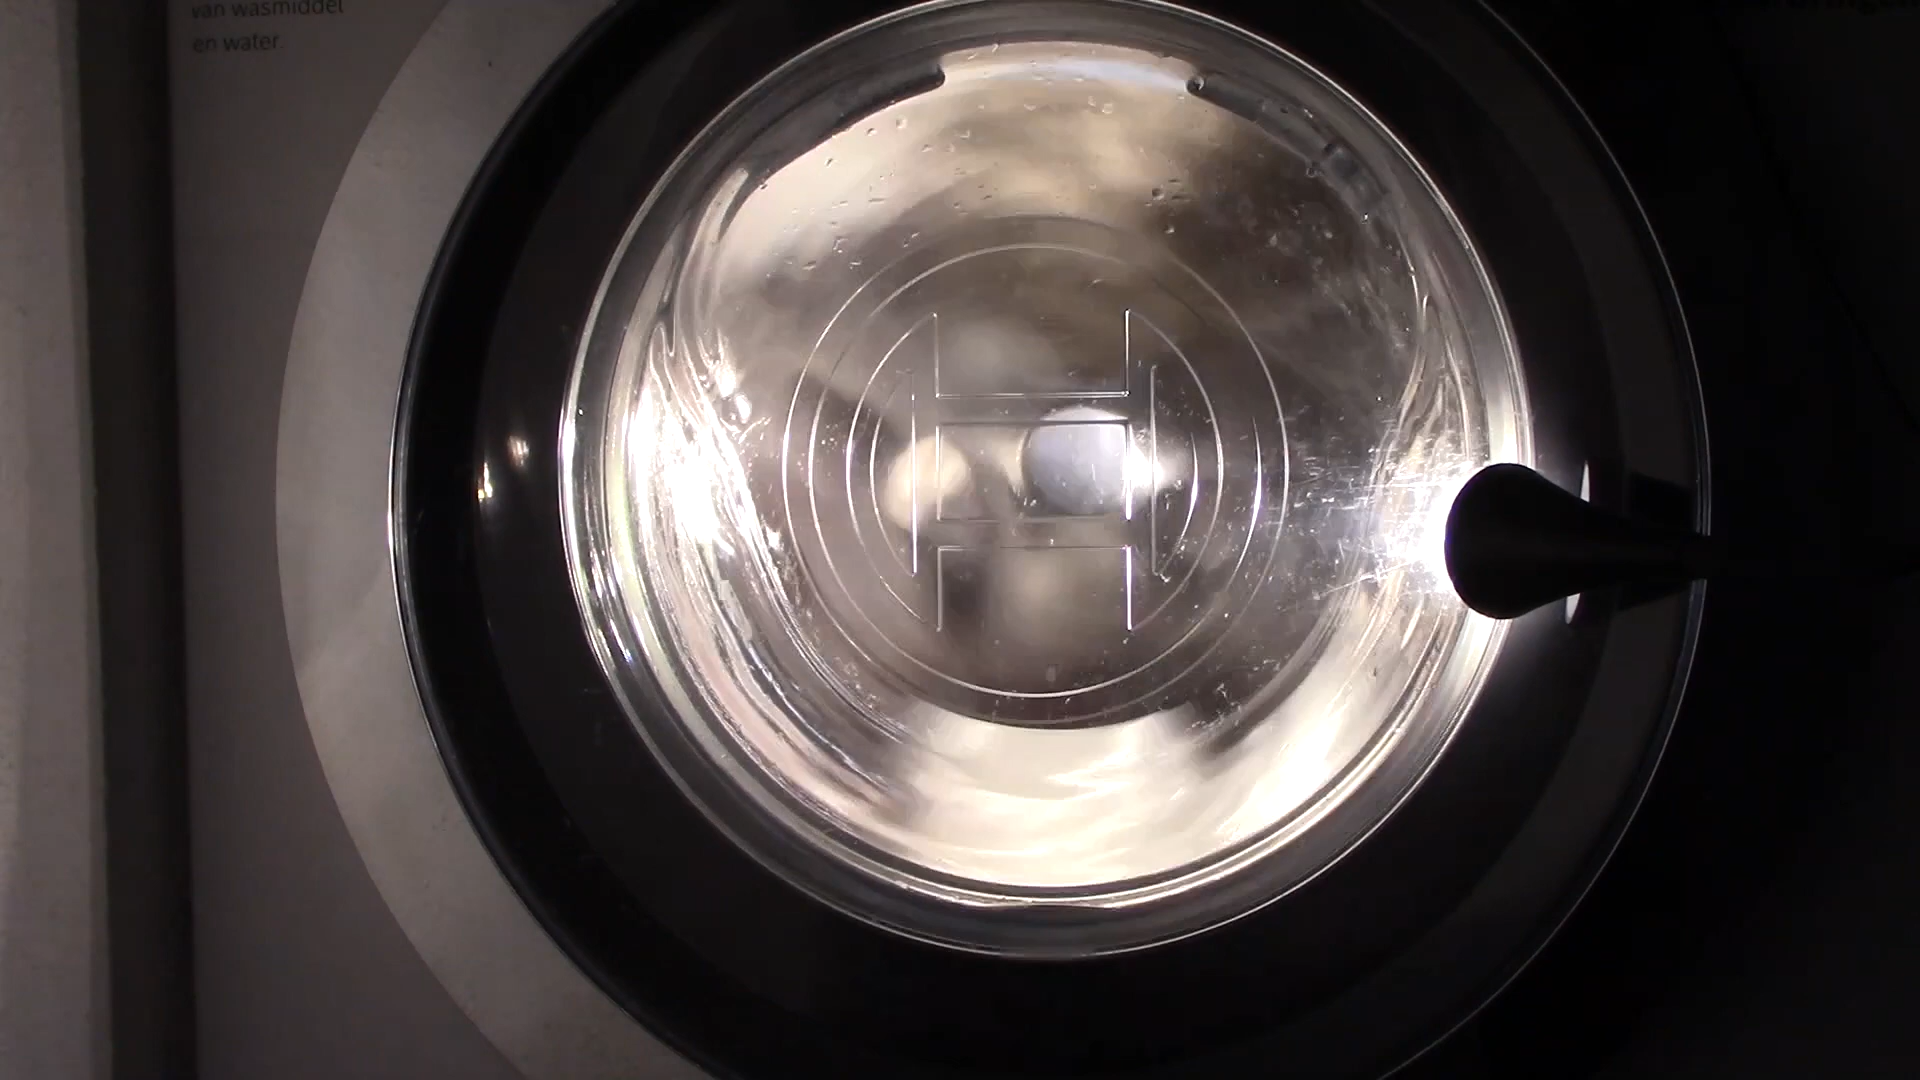 van wasmiddel
en water.